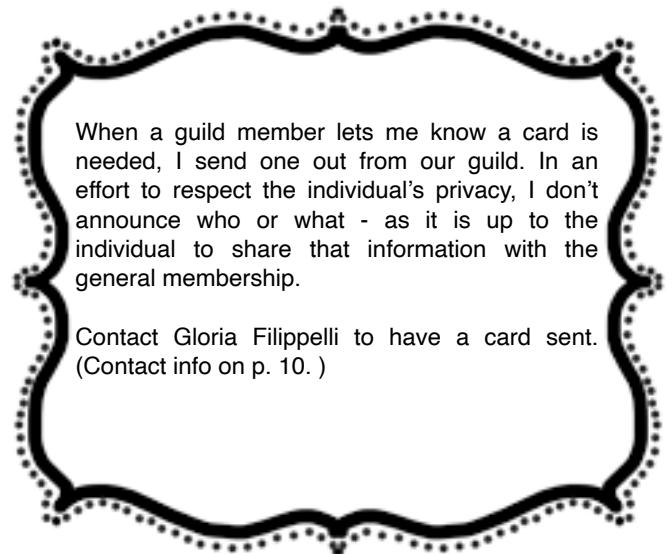 When a guild member lets me know a card is
needed, I send one out from our guild. In an
effort to respect the individual’s privacy, I don’t
announce who or what - as it is up to the
individual to share that information with the
general membership.
Contact Gloria Filippelli to have a card sent.
(Contact info on p. 10. )